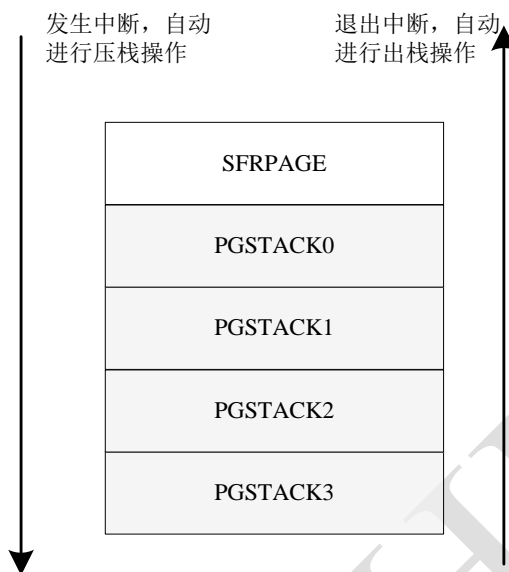 发生中断，自动
进行压栈操作
退出中断，自动
进行出栈操作
SFRPAGE
PGSTACK0
PGSTACK1
PGSTACK2
PGSTACK3